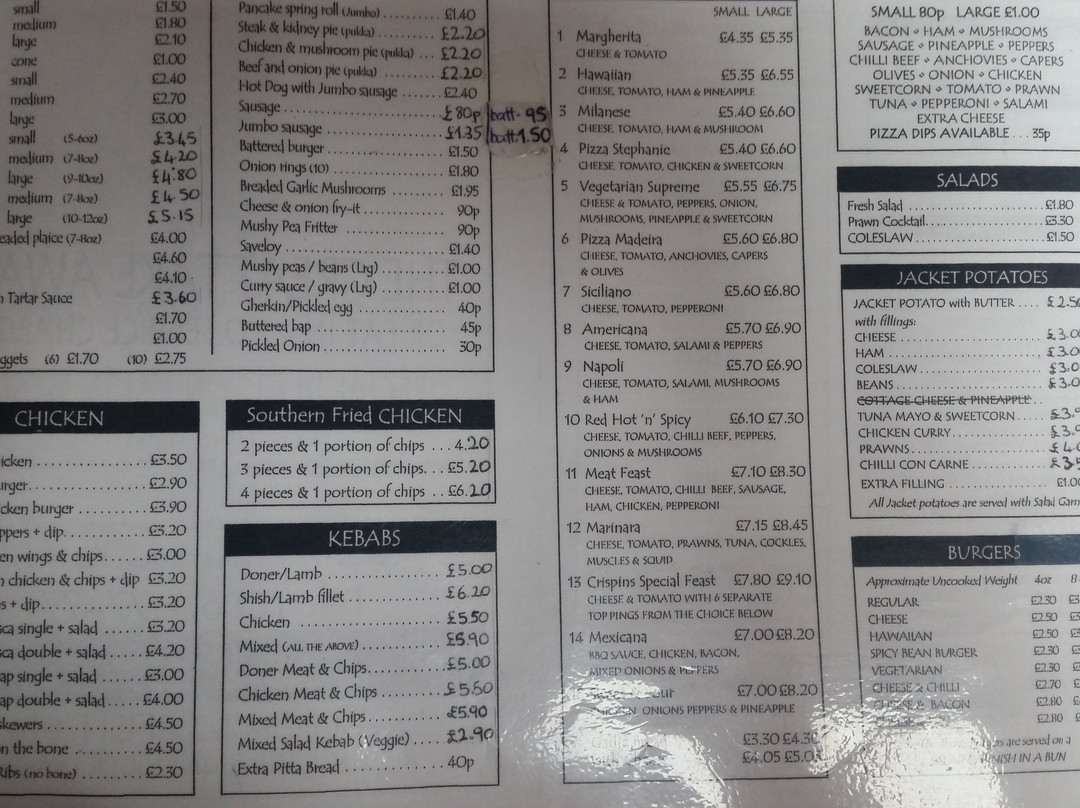 small £1.50
medium £1.80
large £2.10
cone £1.00
small £2.40
medium £2.70
large £3.00
small (5-6oz) £3.45
medium (7-8oz) £4.20
large (9-10oz) £4.80
medium (7-8oz) £4.50
large (10-12oz) £5.15
plaice (7-8oz) £4.00
£4.60
£4.10
Tartar Sauce £3.60
£1.70
£1.00
(6) £1.70 (10) £2.75
CHICKEN
£3.50
£2.90
burger £3.90
+ dip £3.20
wings & chips £3.00
chicken & chips + dip £3.20
+ dip £3.20
single + salad £3.20
double + salad £4.20
single + salad £3.00
double + salad £4.00
£4.50
the bone £4.50
(no bone) £2.30
Pancake spring roll (Jumbo) £1.40
Steak & kidney pie (pukka) £2.20
Chicken & mushroom pie (pukka) £2.20
Beef and onion pie (pukka) £2.20
Hot Dog with Jumbo sausage £2.40
Sausage £80p batt. 95
Jumbo sausage £1.35 batt. 1.50
Battered burger £1.50
Onion rings (10) £1.80
Breaded Garlic Mushrooms £1.95
Cheese & onion fry-it 90p
Mushy Pea Fritter 90p
Saveloy £1.40
Mushy peas / beans (Lrg) £1.00
Curry sauce / gravy (Lrg) £1.00
Gherkin/Pickled egg 40p
Buttered bap 45p
Pickled Onion 30p
Southern Fried CHICKEN
2 pieces & 1 portion of chips ... 4.20
3 pieces & 1 portion of chips... £5.20
4 pieces & 1 portion of chips .. £6.20
KEBABS
Doner/Lamb £5.00
Shish/Lamb fillet £6.20
Chicken £5.50
Mixed (ALL THE ABOVE) £5.90
Doner Meat & Chips £5.00
Chicken Meat & Chips £5.50
Mixed Meat & Chips £5.90
Mixed Salad Kebab (Veggie) £2.90
Extra Pitta Bread 40p
SMALL LARGE
1 Margherita £4.35 £5.35
CHEESE & TOMATO
2 Hawaiian £5.35 £6.55
CHEESE, TOMATO, HAM & PINEAPPLE
3 Milanese £5.40 £6.60
CHEESE, TOMATO, HAM & MUSHROOM
4 Pizza Stephanie £5.40 £6.60
CHEESE. TOMATO, CHICKEN & SWEETCORN
5 Vegetarian Supreme £5.55 £6.75
CHEESE & TOMATO, PEPPERS, ONION,
MUSHROOMS, PINEAPPLE & SWEETCORN
6 Pizza Madeira £5.60 £6.80
CHEESE, TOMATO, ANCHOVIES, CAPERS
& OLIVES
7 Siciliano £5.60 £6.80
CHEESE, TOMATO, PEPPERONI
8 Americana £5.70 £6.90
CHEESE, TOMATO, SALAMI & PEPPERS
9 Napoli £5.70 £6.90
CHEESE, TOMATO, SALAMI, MUSHROOMS
& HAM
10 Red Hot 'n' Spicy £6.10 £7.30
CHEESE, TOMATO, CHILLI BEEF, PEPPERS,
ONIONS & MUSHROOMS
11 Meat Feast £7.10 £8.30
CHEESE, TOMATO, CHILLI BEEF, SAUSAGE,
HAM, CHICKEN, PEPPERONI
12 Marinara £7.15 £8.45
CHEESE, TOMATO, PRAWNS, TUNA, COCKLES,
MUSCLES & SQUID
13 Crispins Special Feast £7.80 £9.10
CHEESE & TOMATO WITH 6 SEPARATE
TOPPINGS FROM THE CHOICE BELOW
14 Mexicana £7.00 £8.20
BBQ SAUCE, CHICKEN, BACON,
MIXED ONIONS & PEPPERS
£7.00 £8.20
ONIONS PEPPERS & PINEAPPLE
£3.30
£4.05
SMALL 80p LARGE £1.00
BACON • HAM • MUSHROOMS
SAUSAGE • PINEAPPLE • PEPPERS
CHILLI BEEF • ANCHOVIES • CAPERS
OLIVES • ONION • CHICKEN
SWEETCORN • TOMATO • PRAWN
TUNA • PEPPERONI • SALAMI
EXTRA CHEESE
PIZZA DIPS AVAILABLE ... 35p
SALADS
Fresh Salad £1.80
Prawn Cocktail £3.30
COLESLAW £1.50
JACKET POTATOES
JACKET POTATO with BUTTER
with fillings:
CHEESE
HAM
COLESLAW
BEANS
COTTAGE CHEESE & PINEAPPLE
TUNA MAYO & SWEETCORN
CHICKEN CURRY
PRAWNS
CHILLI CON CARNE
EXTRA FILLING
All Jacket potatoes are served with Salad
BURGERS
Approximate Uncooked Weight 4oz
REGULAR £2.30
CHEESE £2.50
HAWAIIAN £2.50
SPICY BEAN BURGER £2.30
VEGETARIAN £2.30
CHEESE & CHILLI £2.70
CHEESE & BACON £2.80
£2.80
are served on a
IN A BUN